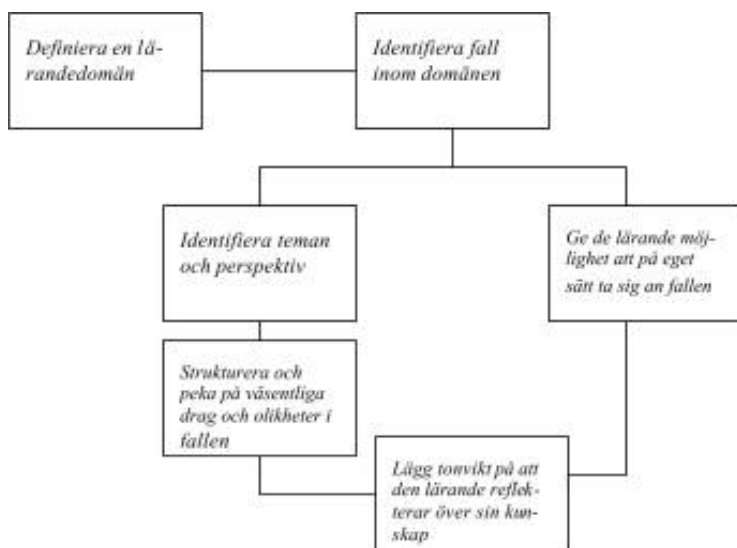 Definiera en lä-
randedomän
Identifiera fall
inom domänen
Identifiera teman
och perspektiv
Ge de lärande möj-
lighet att på eget
sätt ta sig an fallen
Strukturera och
peka på väsentliga
drag och olikheter i
fallen
Lägg tonvikt på att
den lärande reflek-
terar över sin kun-
skap